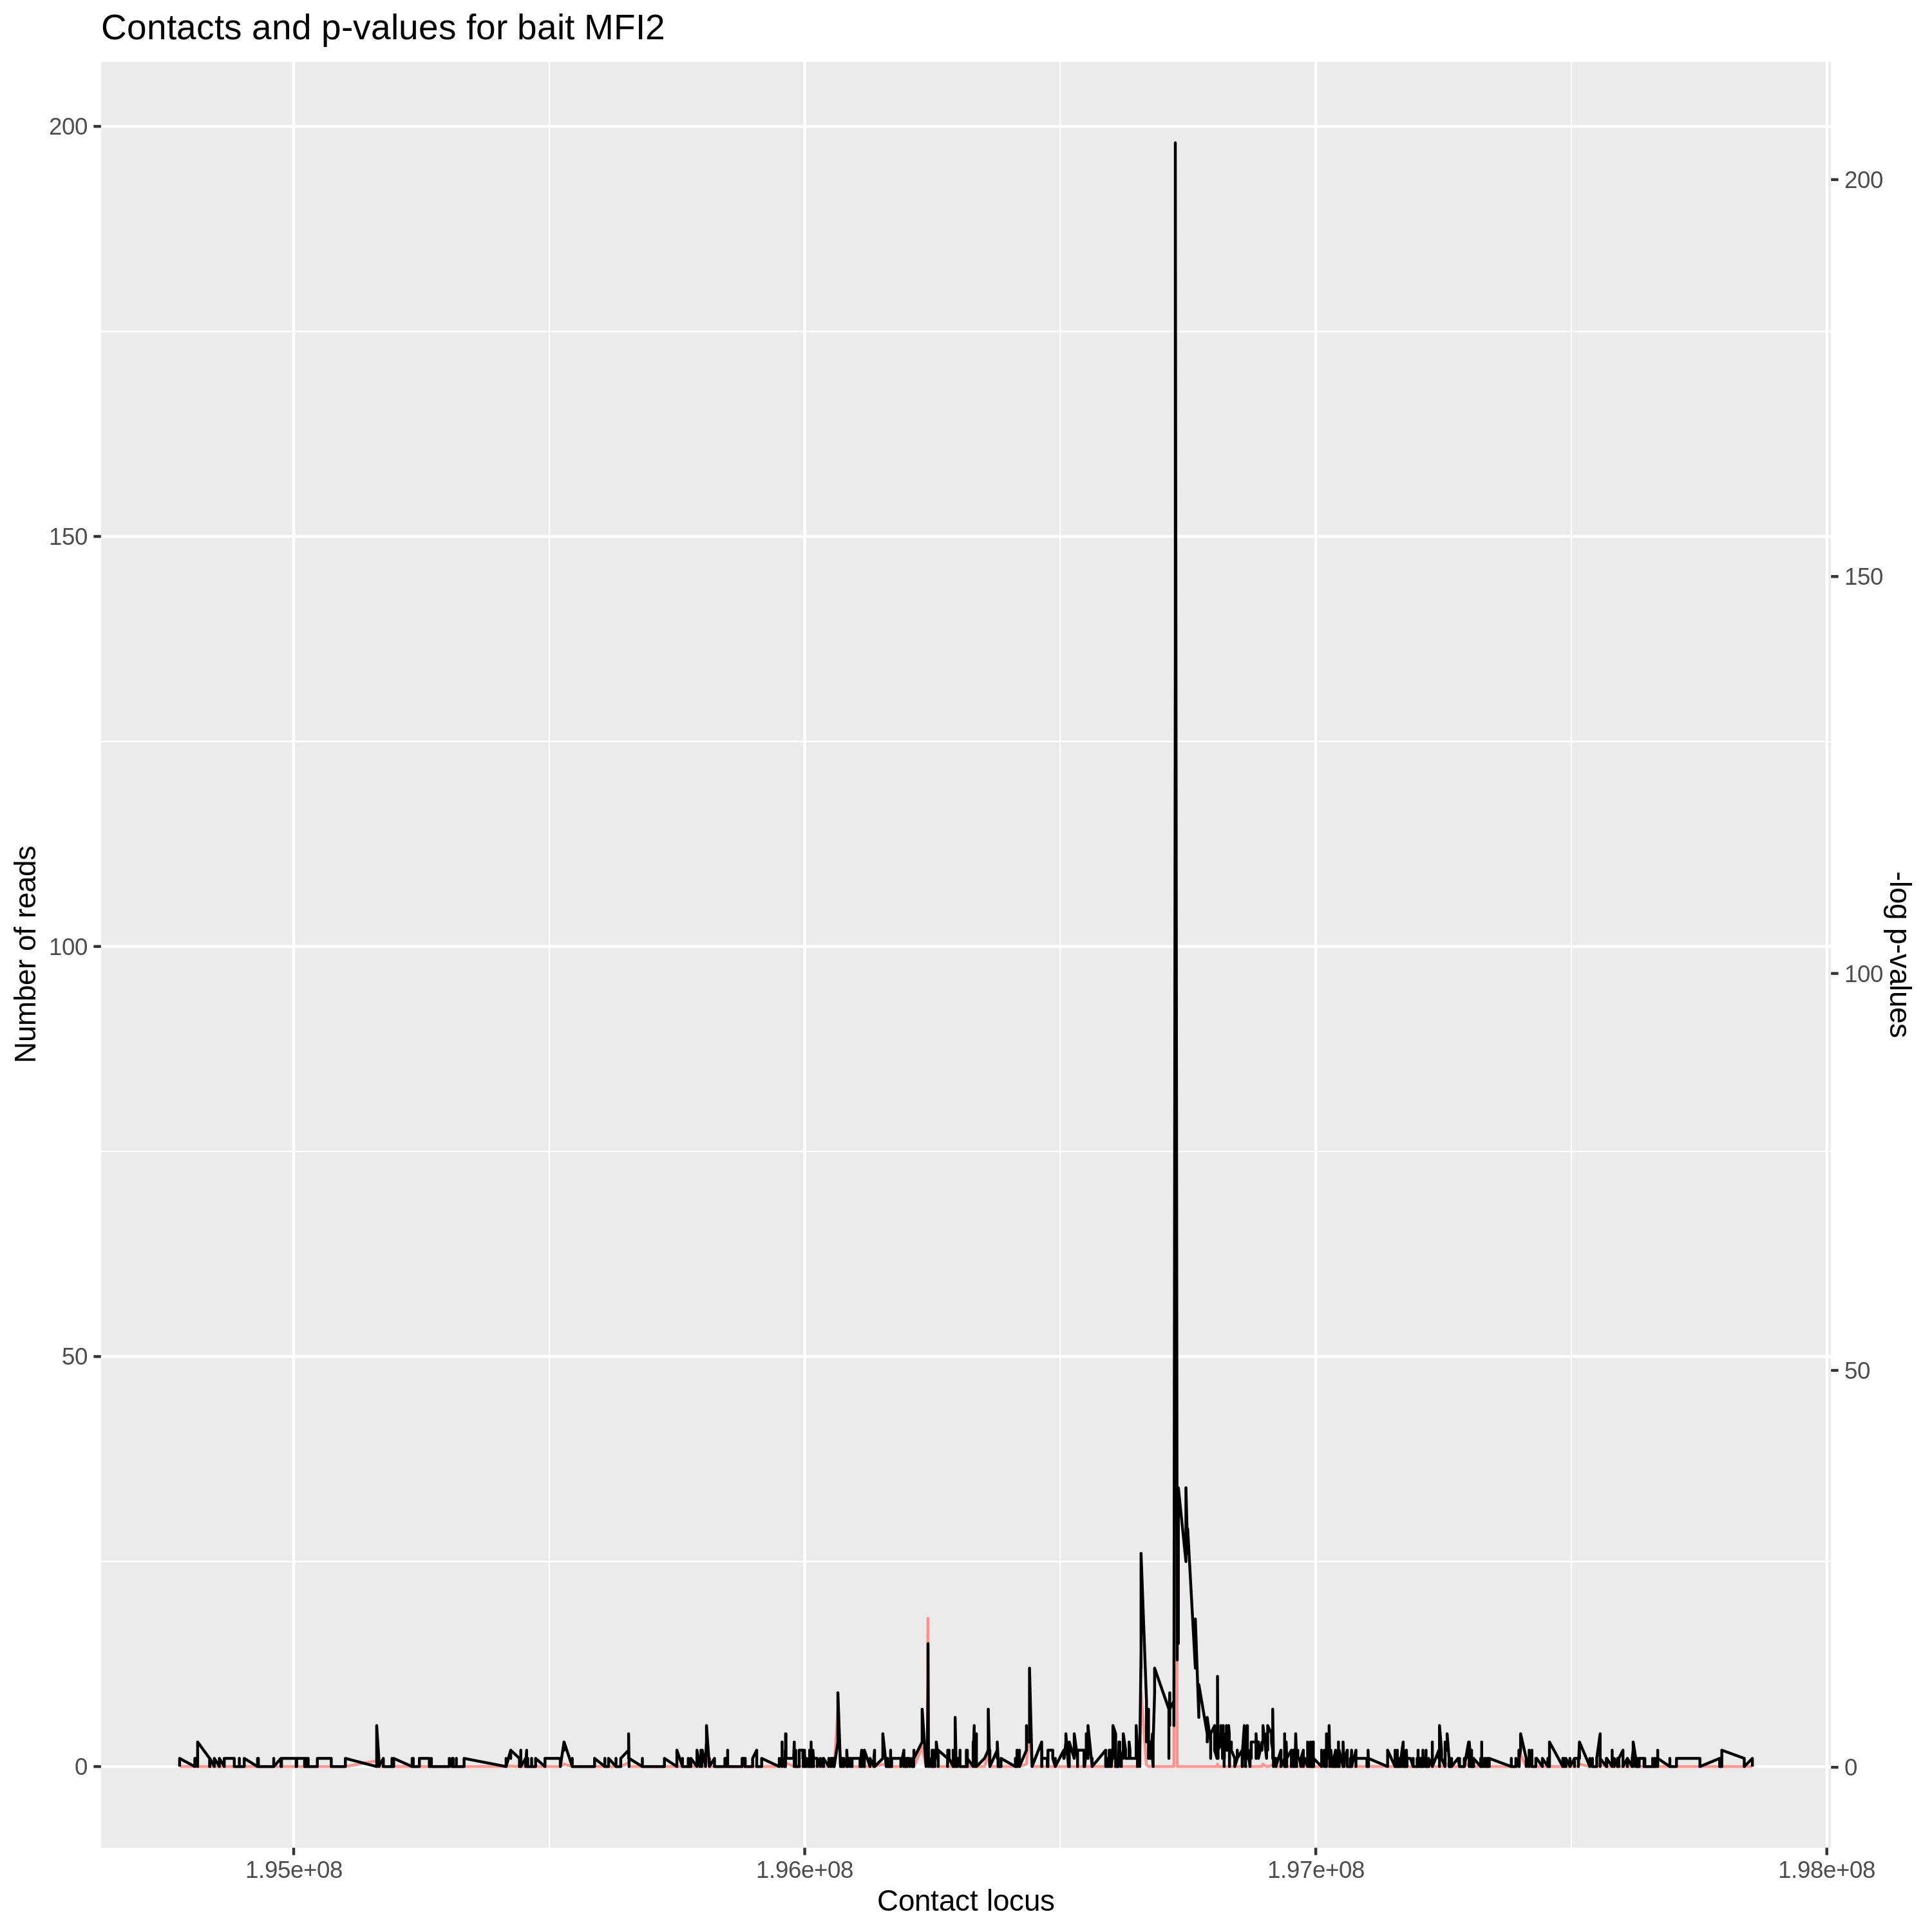 Contacts and p-values for bait MFI2
200
150
100
50
0
Number of reads
200
150
100
50
0
-log p-values
1.95e+08 1.96e+08 1.97e+08 1.98e+08
Contact locus